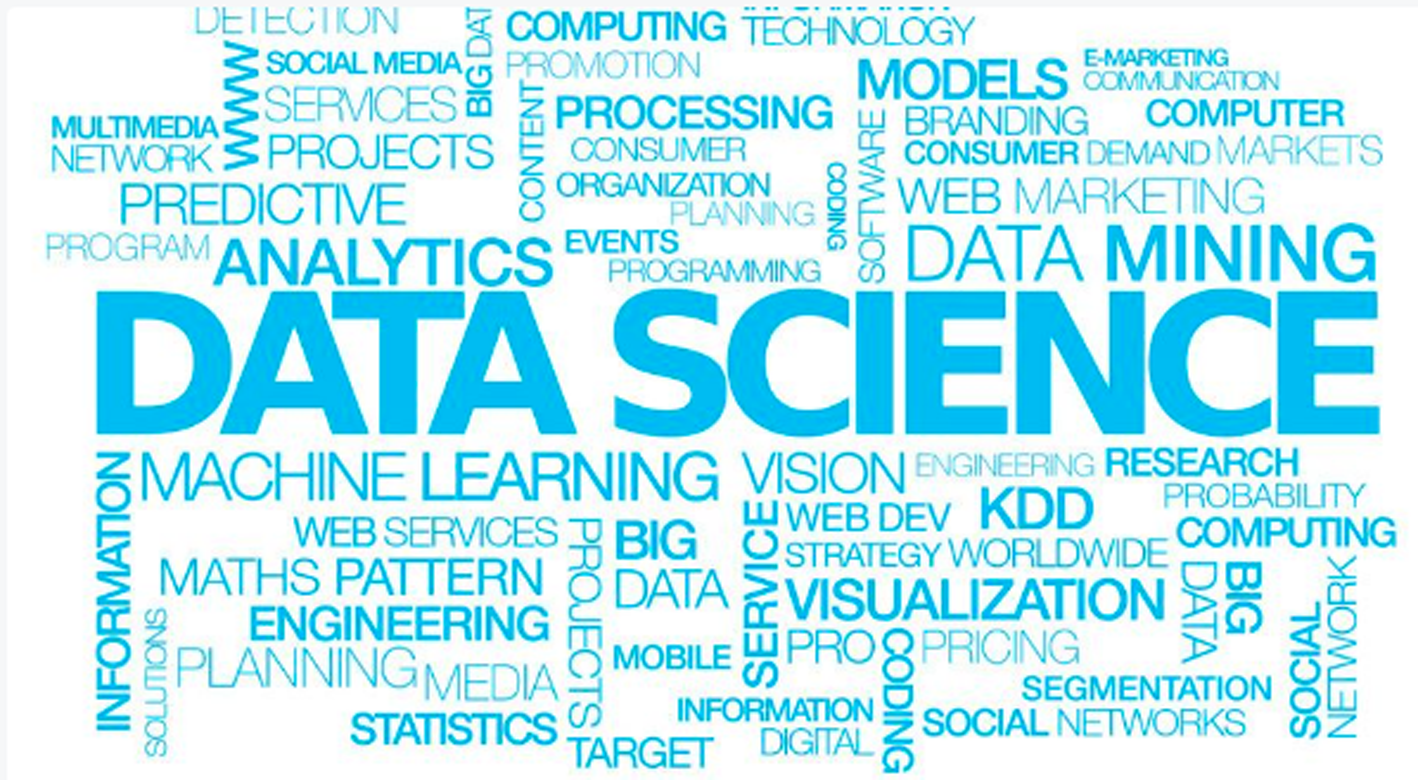 DETECTION
WWW
SOCIAL MEDIA
SERVICES
PROJECTS
BIG DAT
MULTIMEDIA
NETWORK
PREDICTIVE
PROGRAM
ANALYTICS
COMPUTING
TECHNOLOGY
PROMOTION
CONTENT
PROCESSING
CONSUMER
ORGANIZATION
PLANNING
EVENTS
PROGRAMMING
CODING
SOFTWARE
MODELS
E-MARKETING
COMMUNICATION
BRANDING
COMPUTER
CONSUMER DEMAND MARKETS
WEB MARKETING
DATA MINING
DATA SCIENCE
INFORMATION
SOLUTIONS
MACHINE LEARNING
WEB SERVICES
MATHS PATTERN
ENGINEERING
PLANNING
MEDIA
STATISTICS
PROJECTS
TARGET
BIG
DATA
MOBILE
INFORMATION
DIGITAL
VISION
ENGINEERING
RESEARCH
SERVICE
WEB DEV
KDD
PROBABILITY
COMPUTING
STRATEGY WORLDWIDE
VISUALIZATION
PRO
CODING
PRICING
BIG
DATA
SEGMENTATION
SOCIAL NETWORKS
SOCIAL
NETWORK